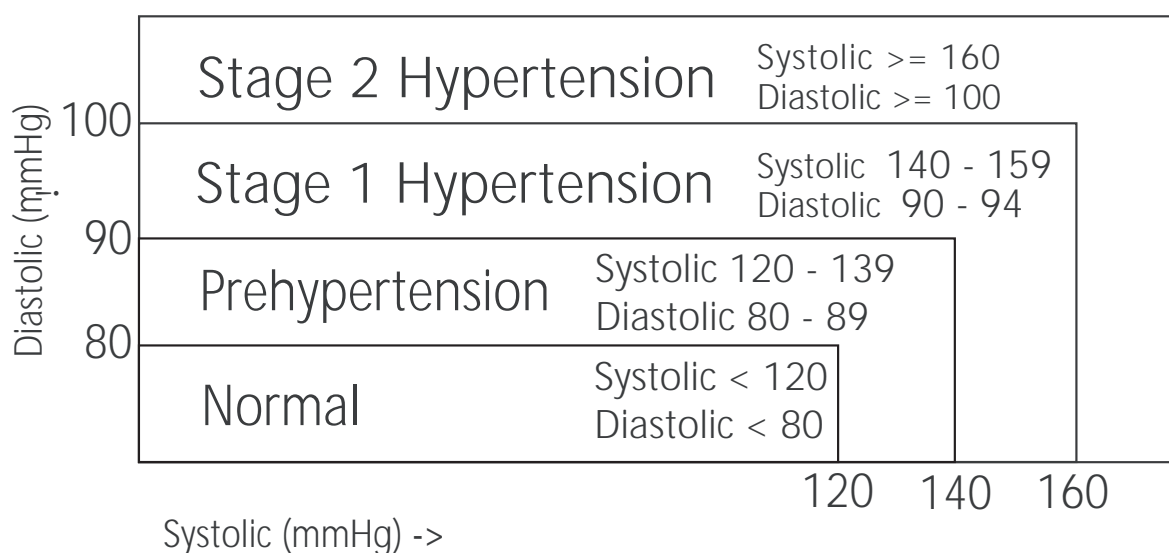 Stage 2 Hypertension
Systolic >= 160
Diastolic >= 100
100
Stage 1 Hypertension
Systolic 140 - 159
Diastolic 90 - 94
90
Prehypertension
Systolic 120 - 139
Diastolic 80 - 89
80
Normal
Systolic < 120
Diastolic < 80
Diastolic (mmHg)
120 140 160
Systolic (mmHg) ->